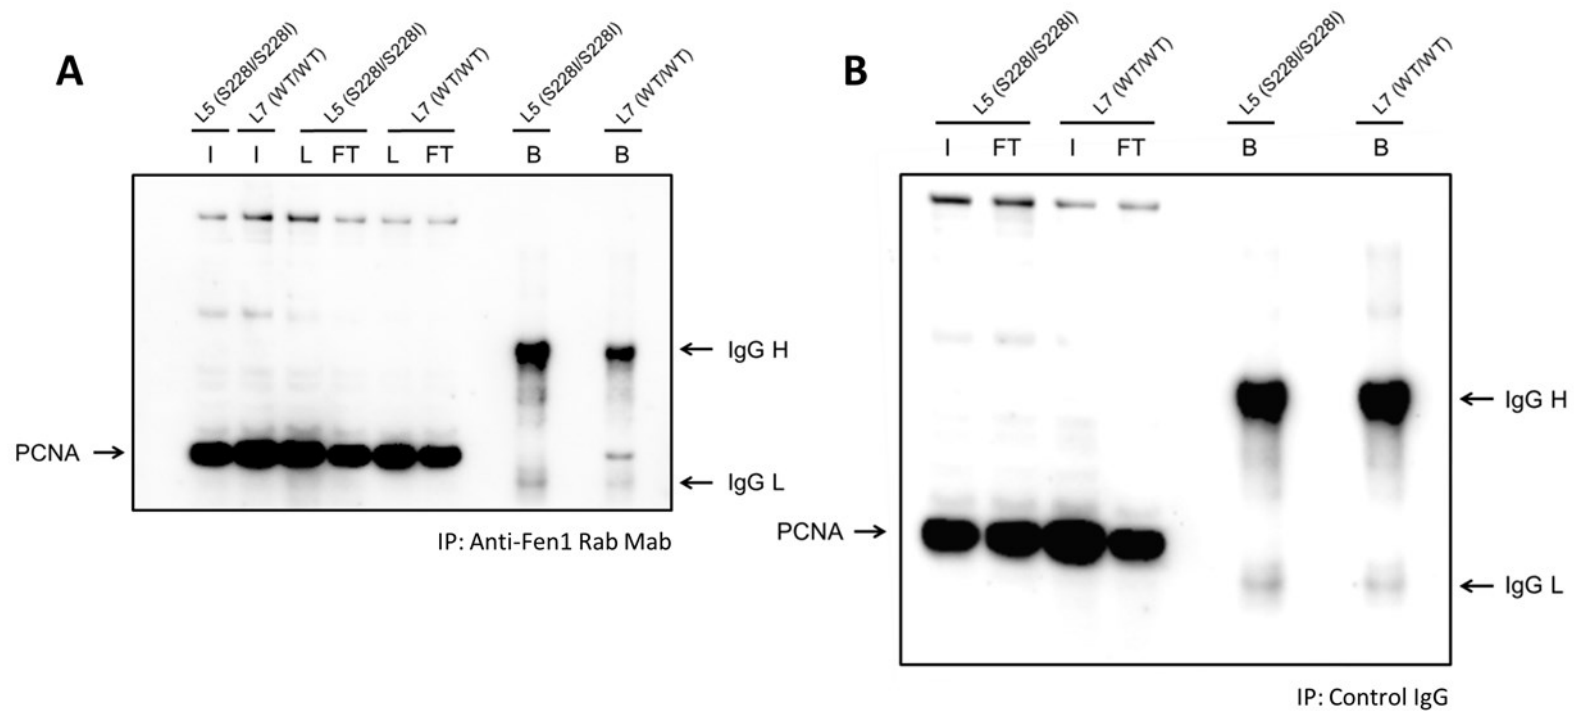 A
L5 (S228I/S228I)
L7 (WT/WT)
L5 (S228I/S228I)
L7 (WT/WT)
L5 (S228I/S228I)
L7 (WT/WT)
I I L FT L FT B B
IgG H
PCNA
IgG L
IP: Anti-Fen1 Rab Mab
B
L5 (S228I/S228I)
L7 (WT/WT)
L5 (S228I/S228I)
L7 (WT/WT)
I FT I FT B B
IgG H
PCNA
IgG L
IP: Control IgG